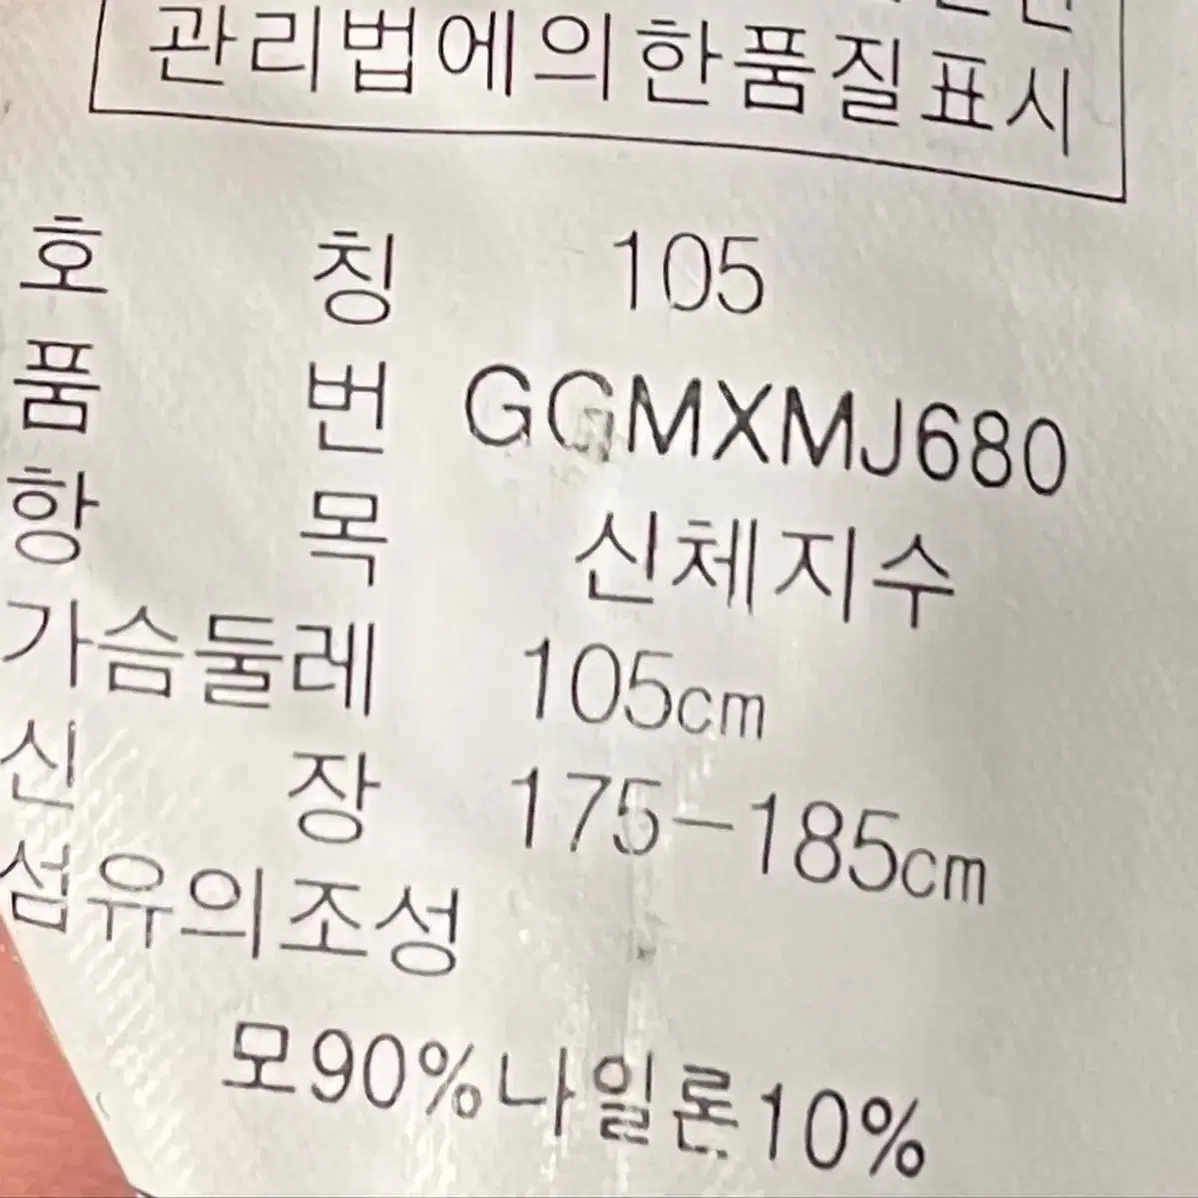 관리법에의한품질표시
호 칭 105
품 번 GGMXMJ680
항 목 신체지수
가슴둘레 105cm
신 장 175-185cm
섬유의조성
모90%나일론10%